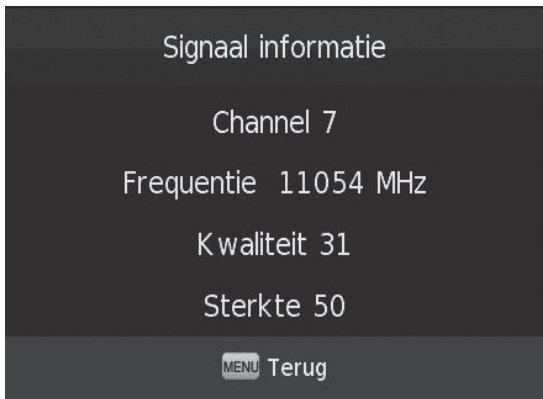 Signaal informatie
Channel 7
Frequentie 11054 MHz
Kwaliteit 31
Sterkte 50
MENU Terug